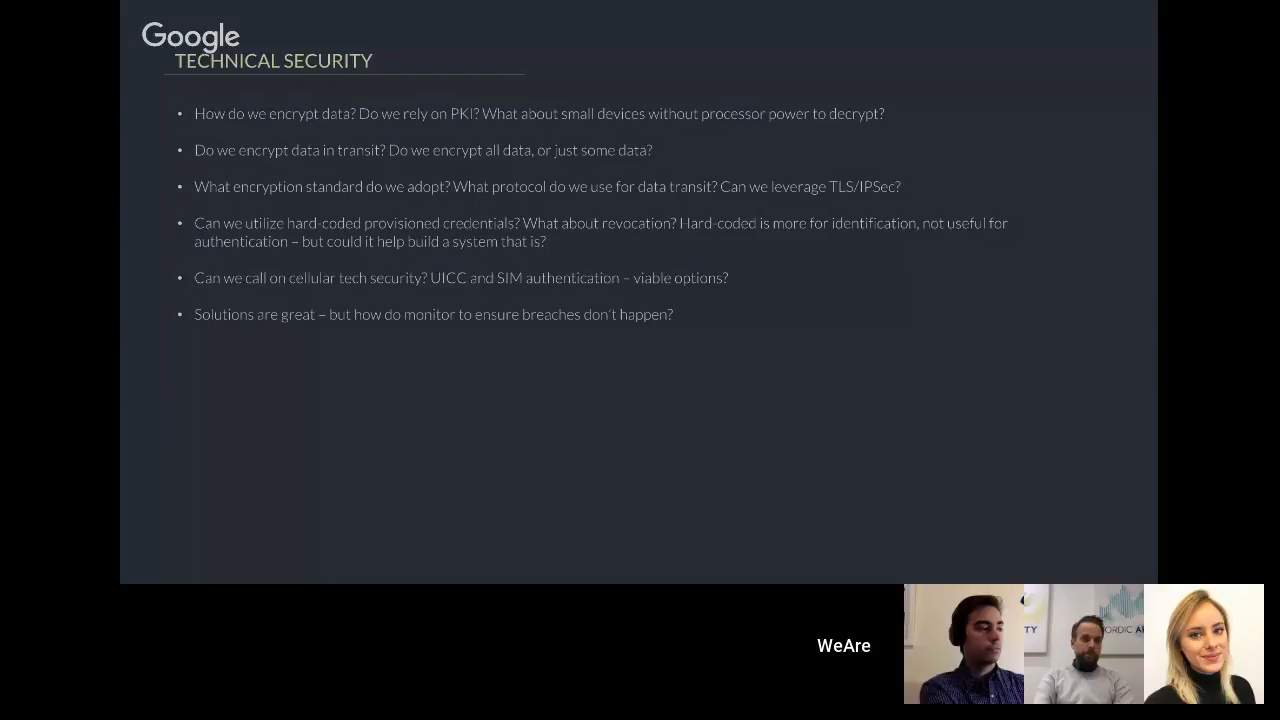 Google
TECHNICAL SECURITY
• How do we encrypt data? Do we rely on PKI? What about small devices without processor power to decrypt?
• Do we encrypt data in transit? Do we encrypt all data, or just some data?
• What encryption standard do we adopt? What protocol do we use for data transit? Can we leverage TLS/IPSec?
• Can we utilize hard-coded provisioned credentials? What about revocation? Hard-coded is more for identification, not useful for
authentication – but could it help build a system that is?
• Can we call on cellular tech security? UICC and SIM authentication – viable options?
• Solutions are great – but how do monitor to ensure breaches don't happen?
TY
ORDIC A
WeAre